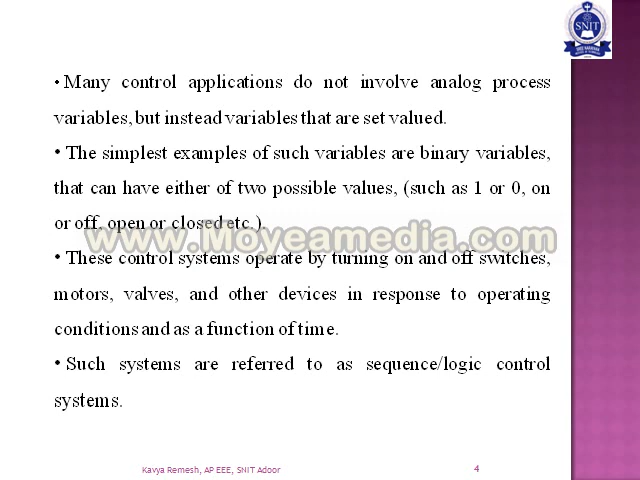 SNIT
• Many control applications do not involve analog process
variables, but instead variables that are set valued.
• The simplest examples of such variables are binary variables,
that can have either of two possible values, (such as 1 or 0, on
or off, open or closed etc.).
www.Moyeamedia.com
• These control systems operate by turning on and off switches,
motors, valves, and other devices in response to operating
conditions and as a function of time.
• Such systems are referred to as sequence/logic control
systems.
Kavya Remesh, AP EEE, SNIT Adoor
4